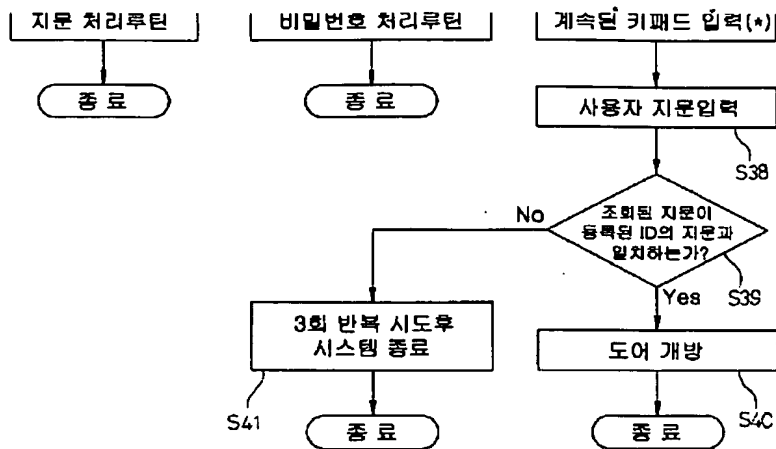 지문 처리루틴
비밀번호 처리루틴
계속된 키패드 입력(*)
종 료
종 료
사용자 지문입력
S38
조회된 지문이
등록된 ID의 지문과
일치하는가?
No
S39
Yes
3회 반복 시도후
시스템 종료
도어 개방
S41
S40
종 료
종 료